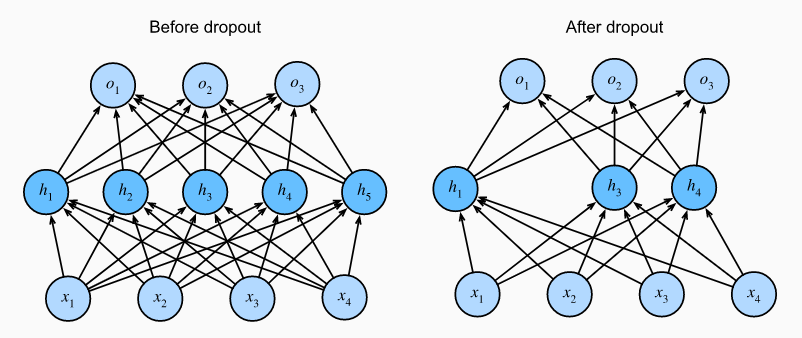 Before dropout
After dropout
o1 o2 o3
o1 o2 o3
h1 h2 h3 h4 h5
h1 h3 h4
x1 x2 x3 x4
x1 x2 x3 x4